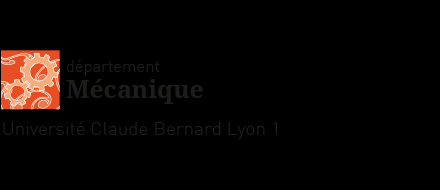 département
Mécanique
Université Claude Bernard Lyon 1